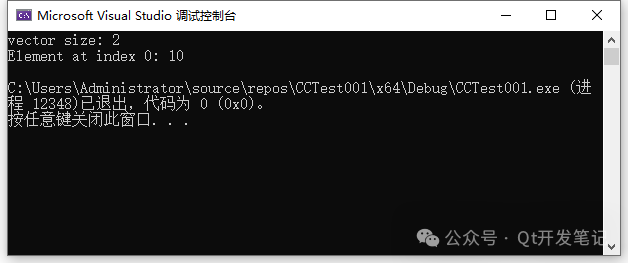 Microsoft Visual Studio 调试控制台
vector size: 2
Element at index 0: 10
C:\Users\Administrator\source\repos\CCTest001\x64\Debug\CCTest001.exe (进
程 12348)已退出，代码为 0 (0x0)。
按任意键关闭此窗口. . .
公众号 · Qt开发笔记